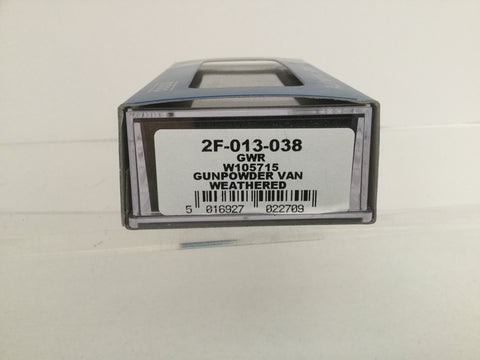 2F-013-038
GWR
W105715
GUNPOWDER VAN
WEATHERED
5 016927 022709